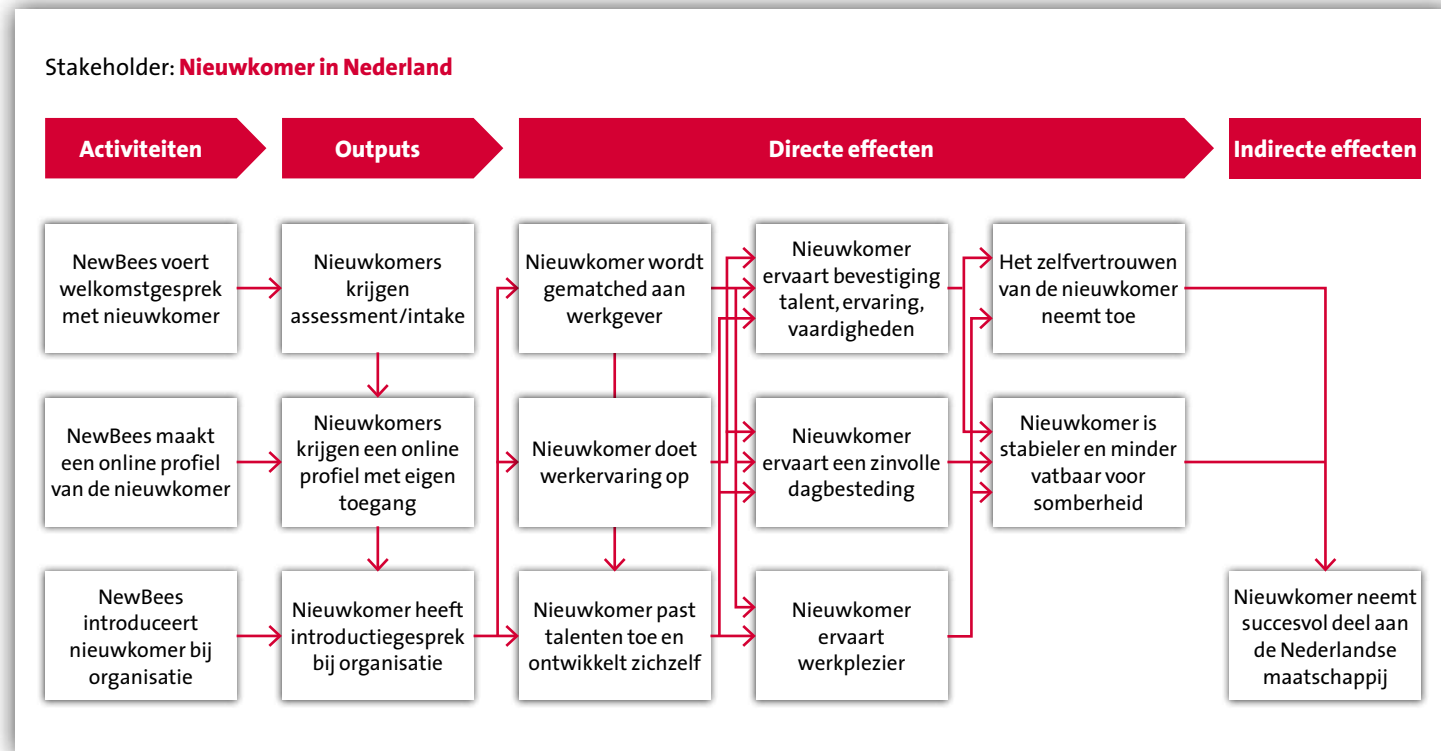 Stakeholder: Nieuwkomer in Nederland
Activiteiten
Outputs
Directe effecten
Indirecte effecten
NewBees voert
welkomstgesprek
met nieuwkomer
Nieuwkomers
krijgen
assessment/intake
Nieuwkomer wordt
gematched aan
werkgever
Nieuwkomer
ervaart bevestiging
talent, ervaring,
vaardigheden
Het zelfvertrouwen
van de nieuwkomer
neemt toe
NewBees maakt
een online profiel
van de nieuwkomer
Nieuwkomers
krijgen een online
profiel met eigen
toegang
Nieuwkomer doet
werkervaring op
Nieuwkomer
ervaart een zinvolle
dagbesteding
Nieuwkomer is
stabieler en minder
vatbaar voor
somberheid
NewBees
introduceert
nieuwkomer bij
organisatie
Nieuwkomer heeft
introductiegesprek
bij organisatie
Nieuwkomer past
talenten toe en
ontwikkelt zichzelf
Nieuwkomer
ervaart
werkplezier
Nieuwkomer neemt
succesvol deel aan
de Nederlandse
maatschappij